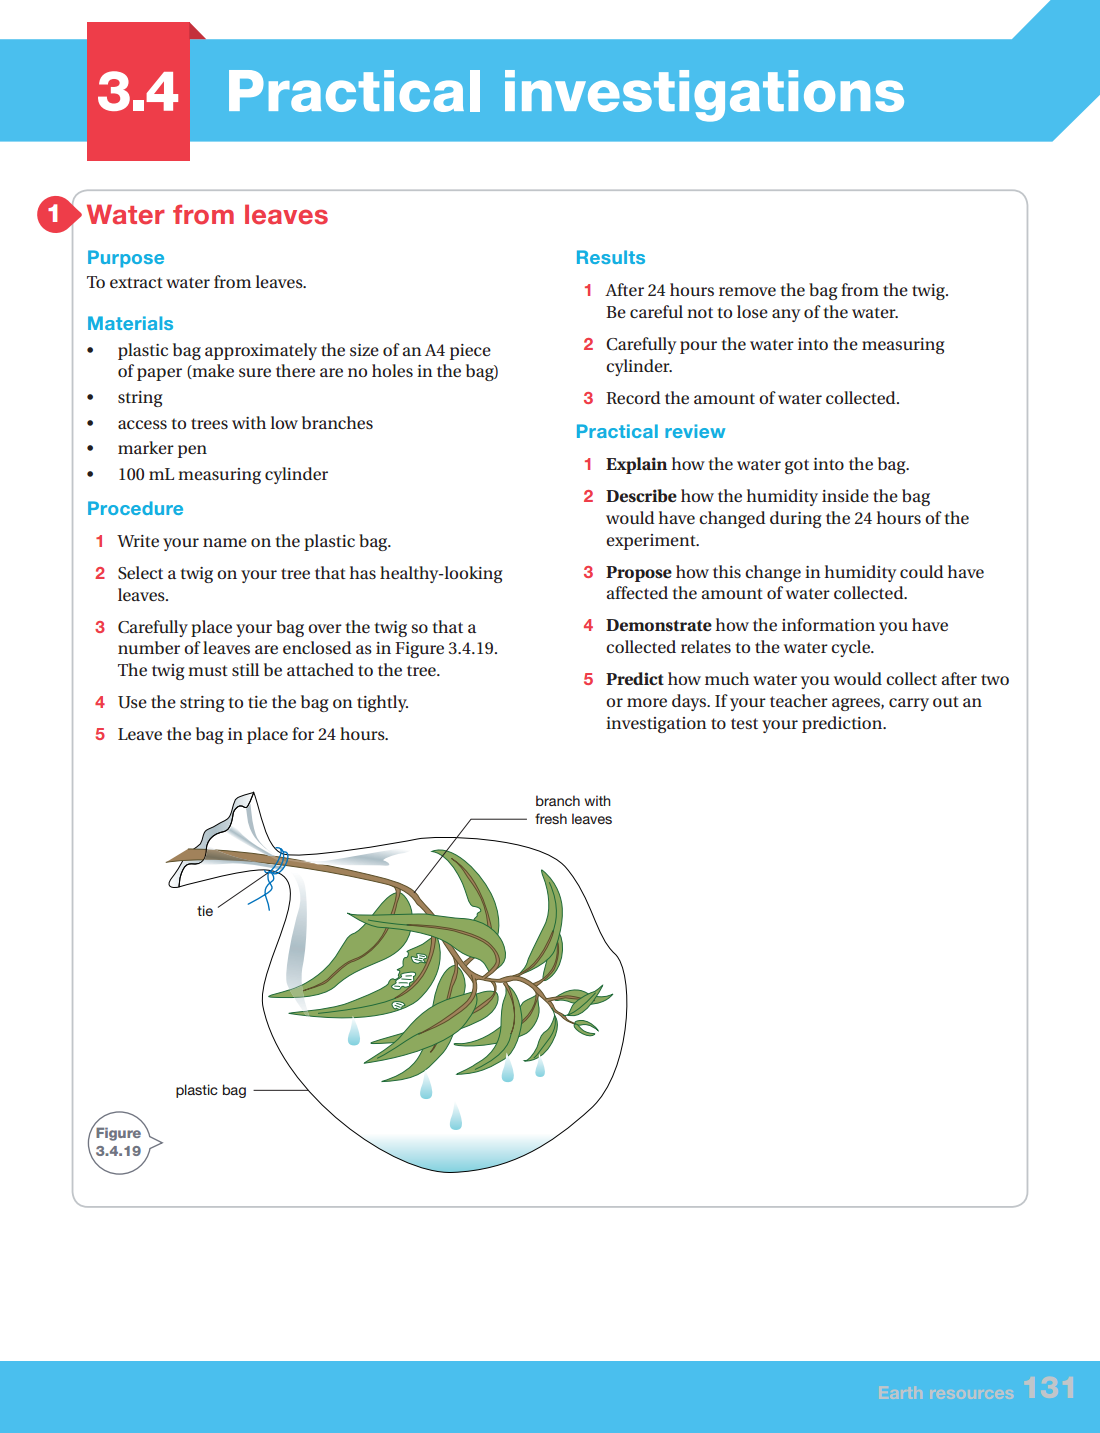 3.4
Practical investigations
1
Water from leaves
Purpose
To extract water from leaves.
Materials
• plastic bag approximately the size of an A4 piece
of paper (make sure there are no holes in the bag)
• string
• access to trees with low branches
• marker pen
• 100 mL measuring cylinder
Procedure
1 Write your name on the plastic bag.
2 Select a twig on your tree that has healthy-looking
leaves.
3 Carefully place your bag over the twig so that a
number of leaves are enclosed as in Figure 3.4.19.
The twig must still be attached to the tree.
4 Use the string to tie the bag on tightly.
5 Leave the bag in place for 24 hours.
Results
1 After 24 hours remove the bag from the twig.
Be careful not to lose any of the water.
2 Carefully pour the water into the measuring
cylinder.
3 Record the amount of water collected.
Practical review
1 Explain how the water got into the bag.
2 Describe how the humidity inside the bag
would have changed during the 24 hours of the
experiment.
3 Propose how this change in humidity could have
affected the amount of water collected.
4 Demonstrate how the information you have
collected relates to the water cycle.
5 Predict how much water you would collect after two
or more days. If your teacher agrees, carry out an
investigation to test your prediction.
branch with
fresh leaves
tie
plastic bag
Figure
3.4.19
Earth resources 131